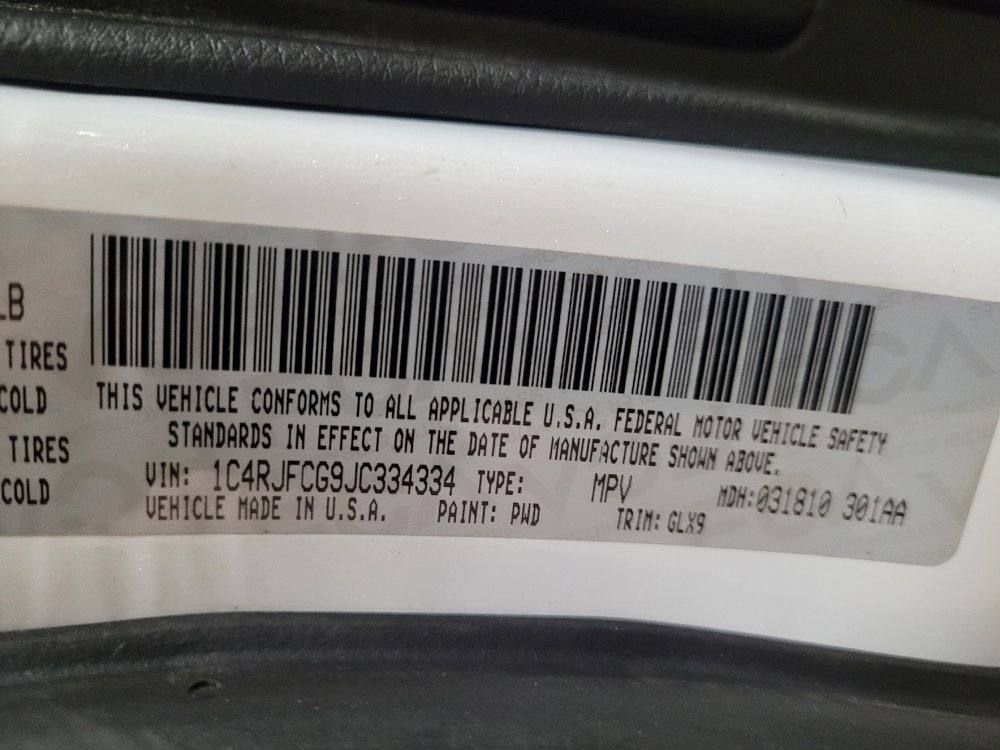 LB
TIRES
COLD
TIRES
COLD
THIS VEHICLE CONFORMS TO ALL APPLICABLE U.S.A. FEDERAL MOTOR VEHICLE SAFETY
STANDARDS IN EFFECT ON THE DATE OF MANUFACTURE SHOWN ABOVE.
VIN: 1C4RJFCG9JC334334 TYPE: MPV MDH:031810 301AA
VEHICLE MADE IN U.S.A. PAINT: PWD TRIM: GLX9